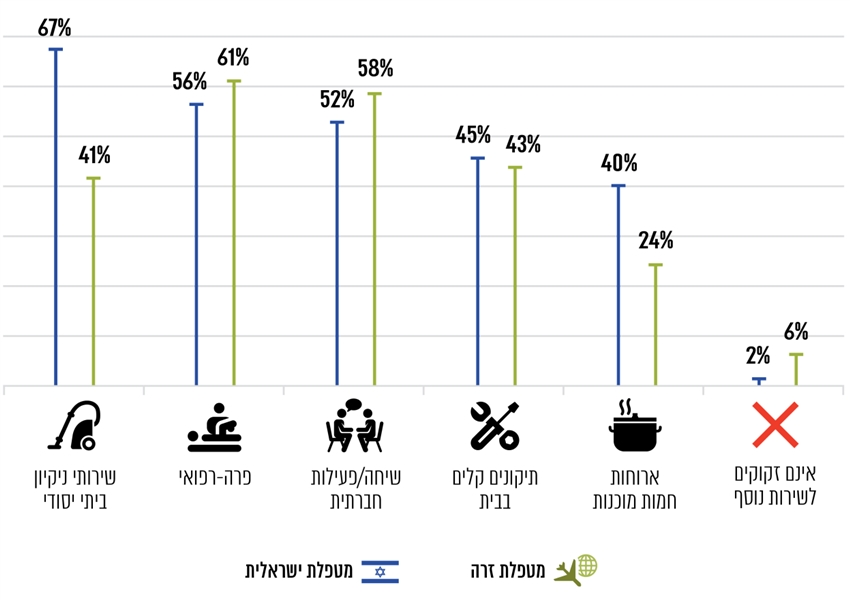 67%
41%
56%
61%
52%
58%
45%
43%
40%
24%
2%
6%
שירותי ניקיון
ביתי יסודי
פרה-רפואי
שיחה/פעילות
חברתית
תיקונים קלים
בבית
ארוחות
חמות מוכנות
אינם זקוקים
לשירות נוסף
מטפלת ישראלית
מטפלת זרה